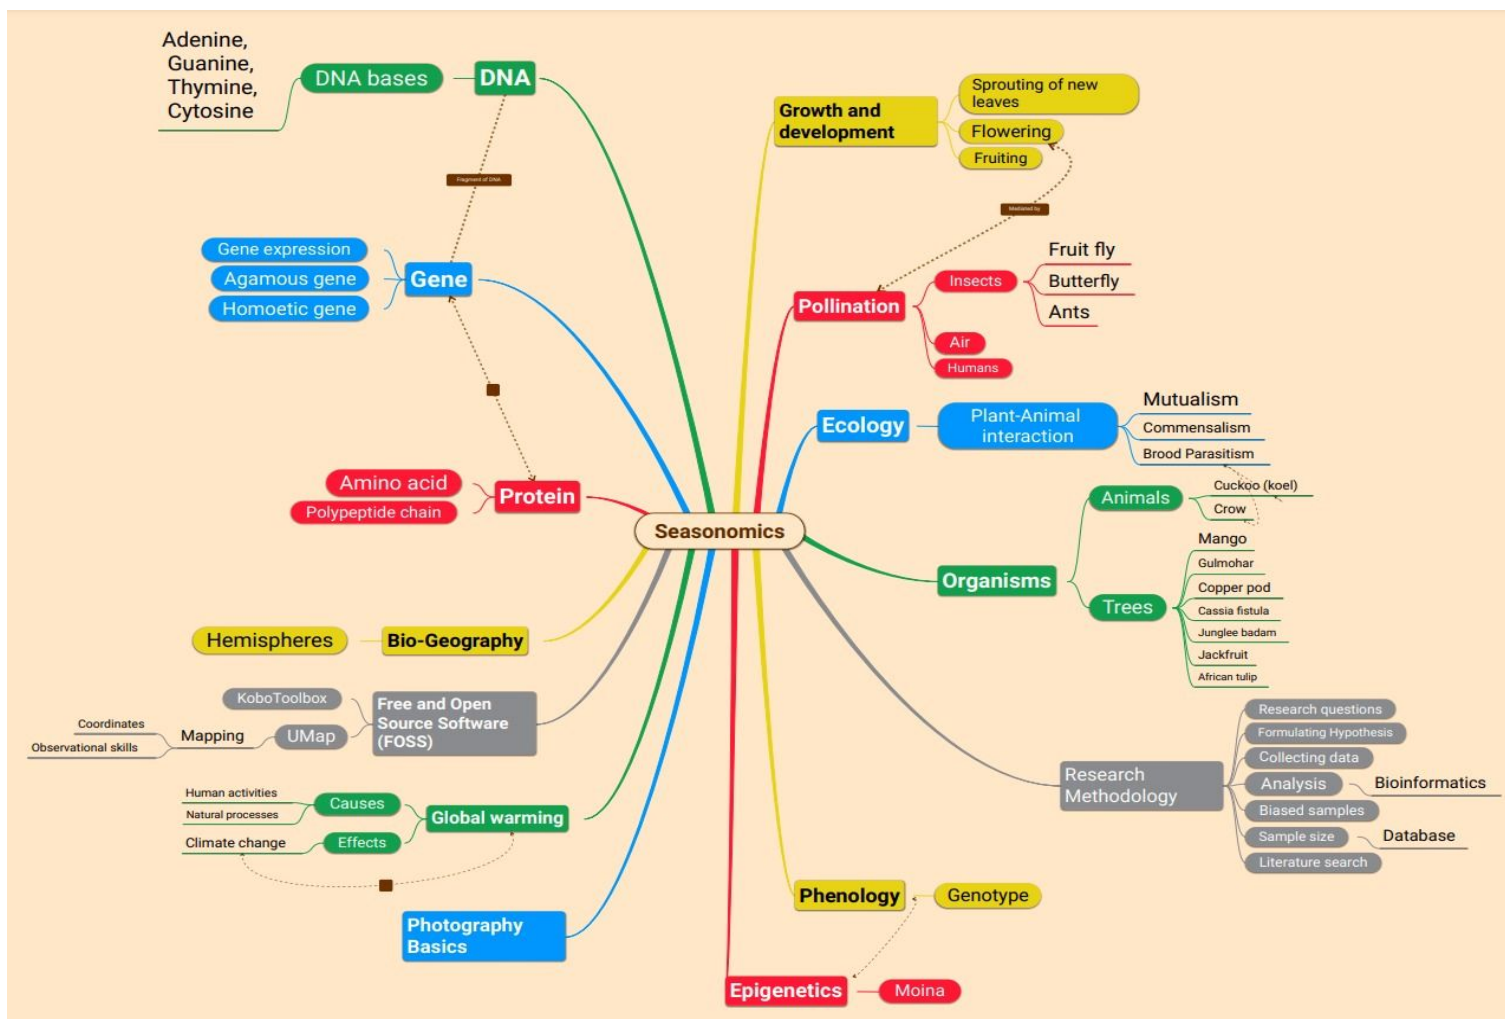 Adenine,
Guanine,
Thymine,
Cytosine
DNA bases
DNA
Fragment of DNA
Gene expression
Agamous gene
Homoetic gene
Gene
Amino acid
Polypeptide chain
Protein
Seasonomics
Hemispheres
Bio-Geography
KoboToolbox
UMap
Mapping
Coordinates
Observational skills
Free and Open
Source Software
(FOSS)
Human activities
Natural processes
Causes
Climate change
Effects
Global warming
Photography
Basics
Growth and
development
Sprouting of new
leaves
Flowering
Fruiting
Mediated by
Pollination
Insects
Fruit fly
Butterfly
Ants
Air
Humans
Ecology
Plant-Animal
interaction
Mutualism
Commensalism
Brood Parasitism
Organisms
Animals
Cuckoo (koel)
Crow
Trees
Mango
Gulmohar
Copper pod
Cassia fistula
Junglee badam
Jackfruit
African tulip
Research
Methodology
Research questions
Formulating Hypothesis
Collecting data
Analysis
Bioinformatics
Biased samples
Sample size
Database
Literature search
Phenology
Genotype
Epigenetics
Moina